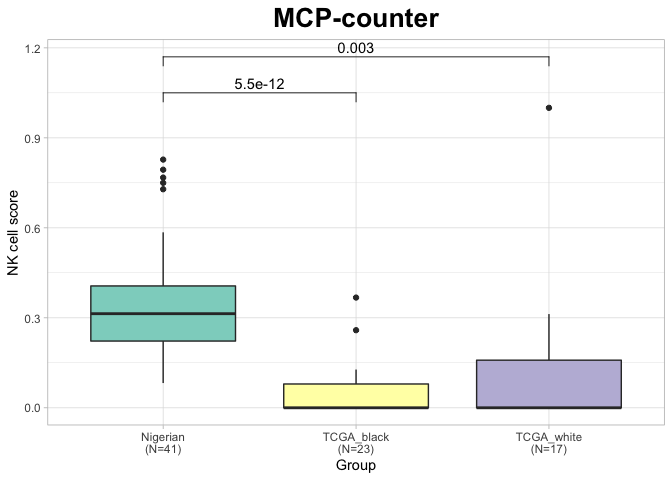 MCP-counter
1.2
0.9
0.6
0.3
0.0
NK cell score
0.003
5.5e-12
Nigerian
(N=41)
TCGA_black
(N=23)
TCGA_white
(N=17)
Group